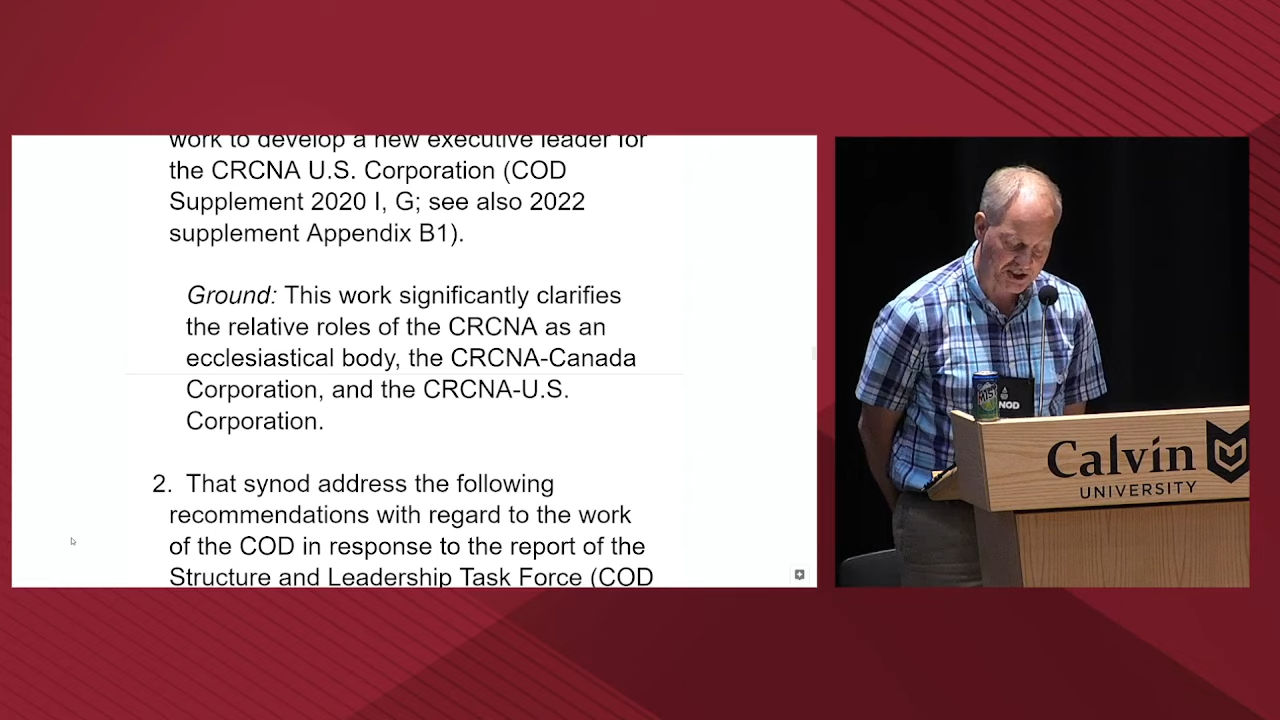 work to develop a new executive leader for
the CRCNA U.S. Corporation (COD
Supplement 2020 I, G; see also 2022
supplement Appendix B1).
Ground: This work significantly clarifies
the relative roles of the CRCNA as an
ecclesiastical body, the CRCNA-Canada
Corporation, and the CRCNA-U.S.
Corporation.
2. That synod address the following
recommendations with regard to the work
of the COD in response to the report of the
Structure and Leadership Task Force (COD
MIST
NOD
Calvin
UNIVERSITY